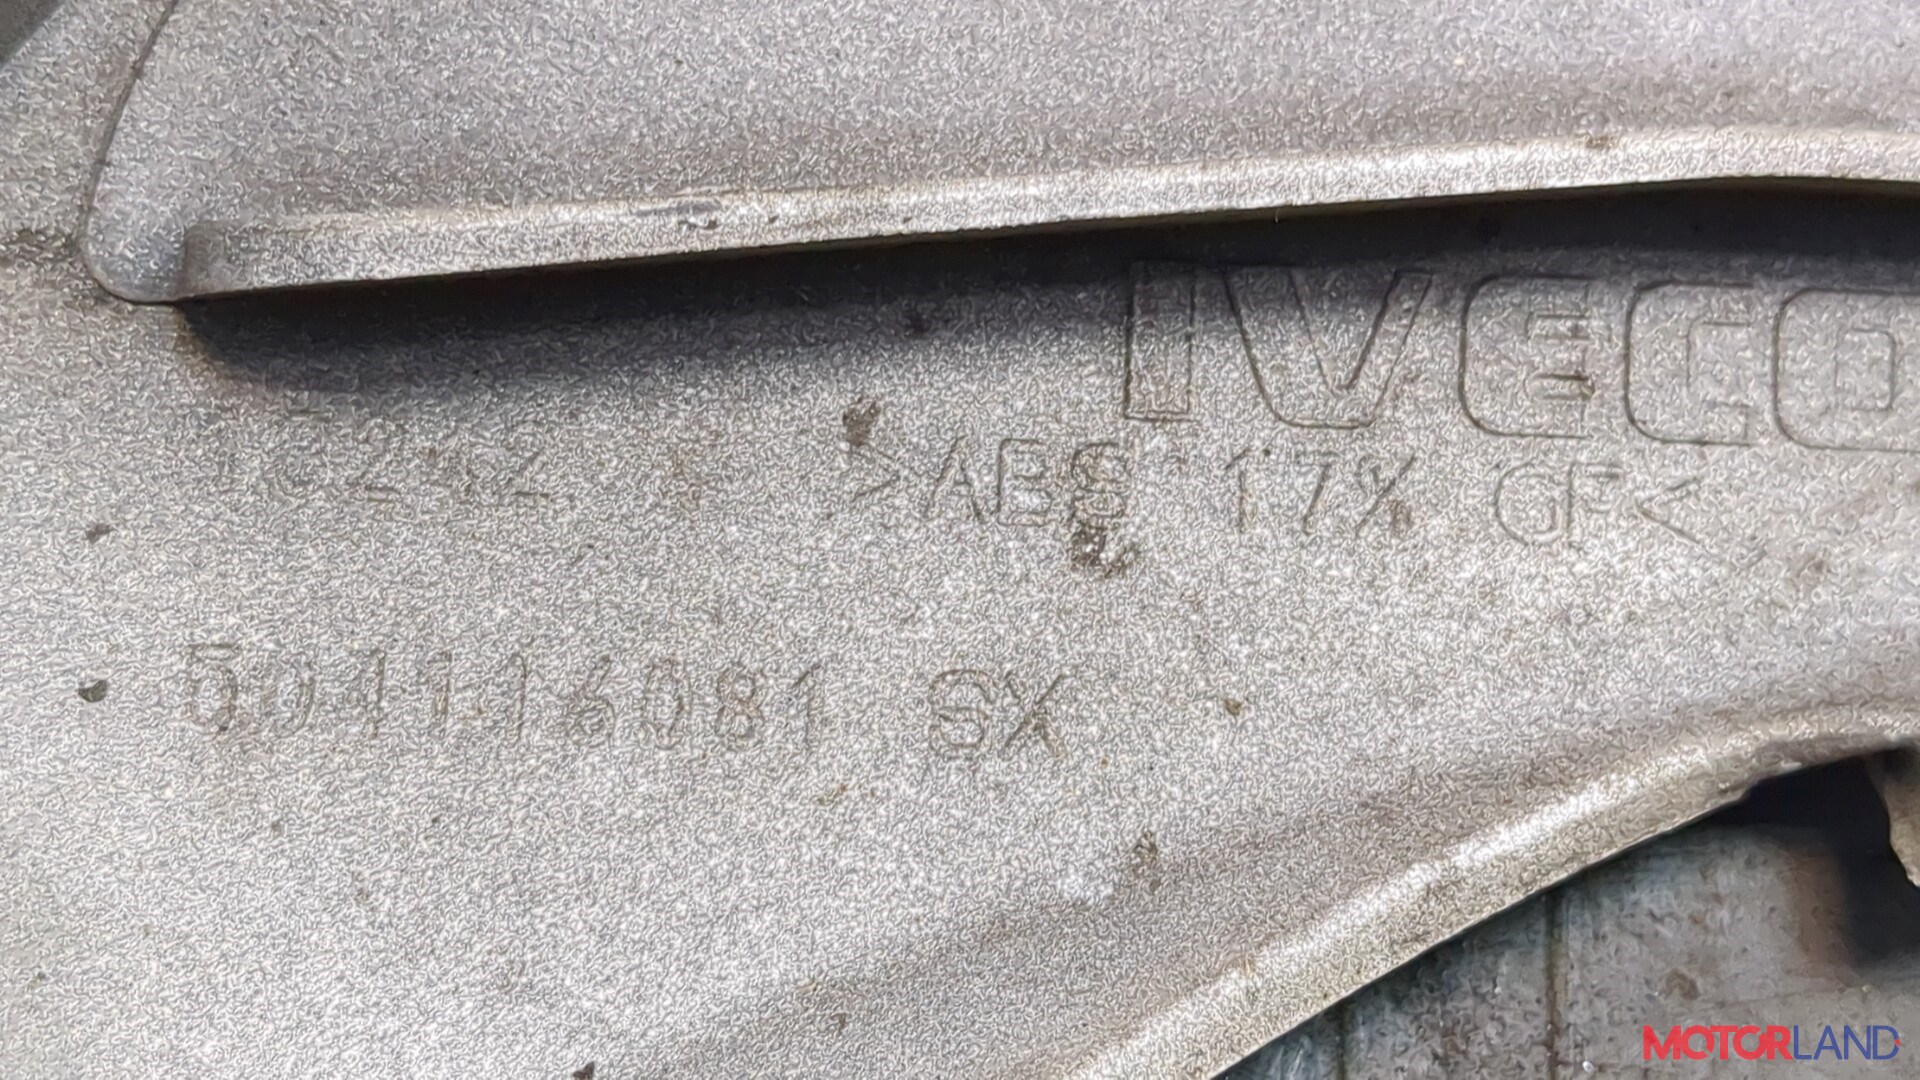 IVECO
>ABS 17% GF<
504116081 SX
MOTORLAND